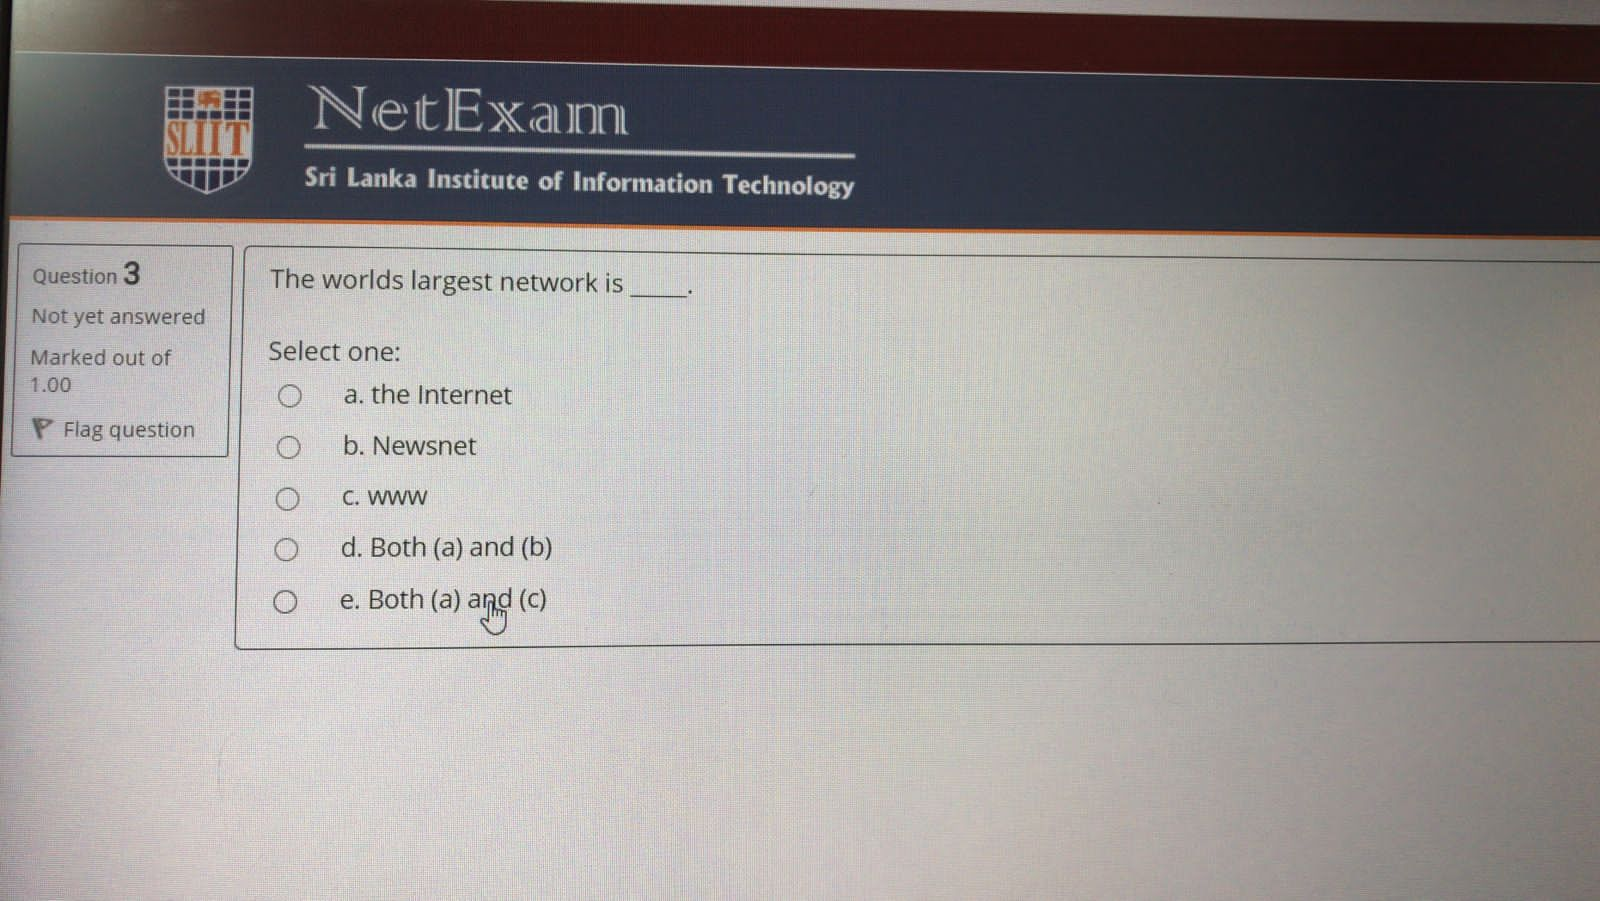 SLIIT
NetExam
Sri Lanka Institute of Information Technology
Question 3
Not yet answered
Marked out of
1.00
Flag question
The worlds largest network is _____.
Select one:
a. the Internet
b. Newsnet
c. www
d. Both (a) and (b)
e. Both (a) and (c)